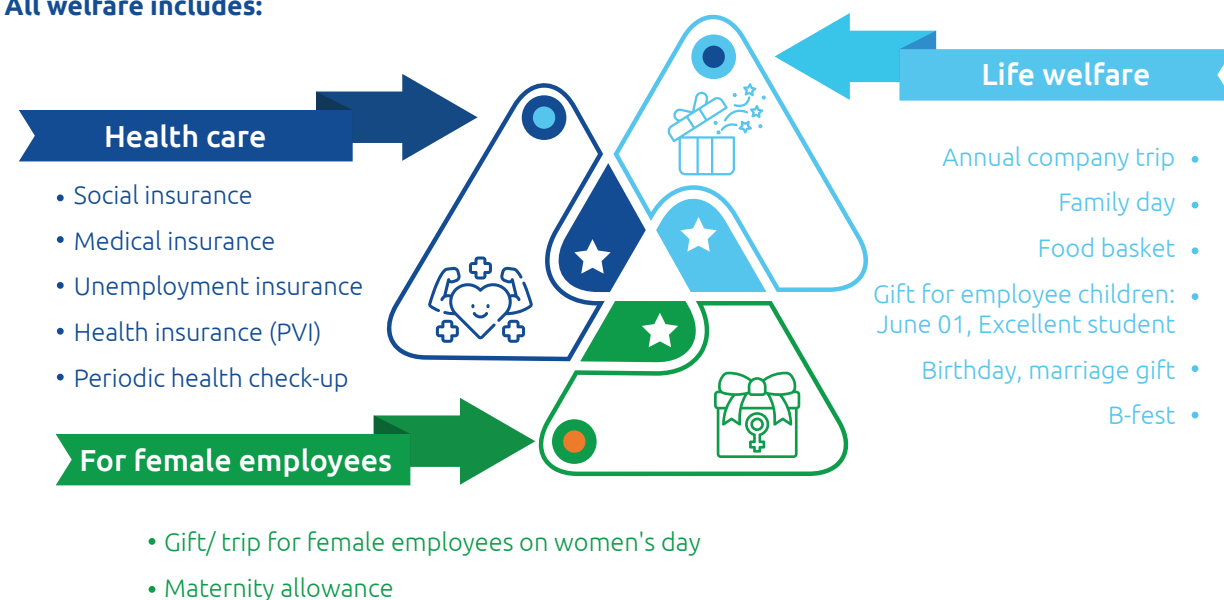 All welfare includes:
Health care
• Social insurance
• Medical insurance
• Unemployment insurance
• Health insurance (PVI)
• Periodic health check-up
Life welfare
Annual company trip •
Family day •
Food basket •
Gift for employee children: •
June 01, Excellent student
Birthday, marriage gift •
B-fest •
For female employees
• Gift/ trip for female employees on women's day
• Maternity allowance